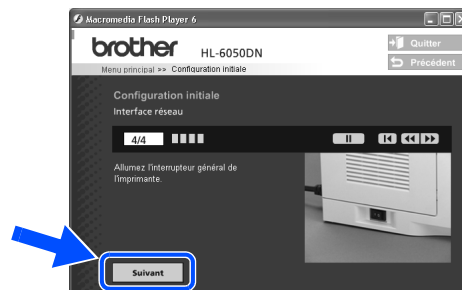 Macromedia Flash Player 6
brother HL-6050DN
Quitter
Précédent
Menu principal >> Configuration initiale
Configuration initiale
Interface réseau
4/4
Allumez l'interrupteur général de
l'imprimante.
Suivant